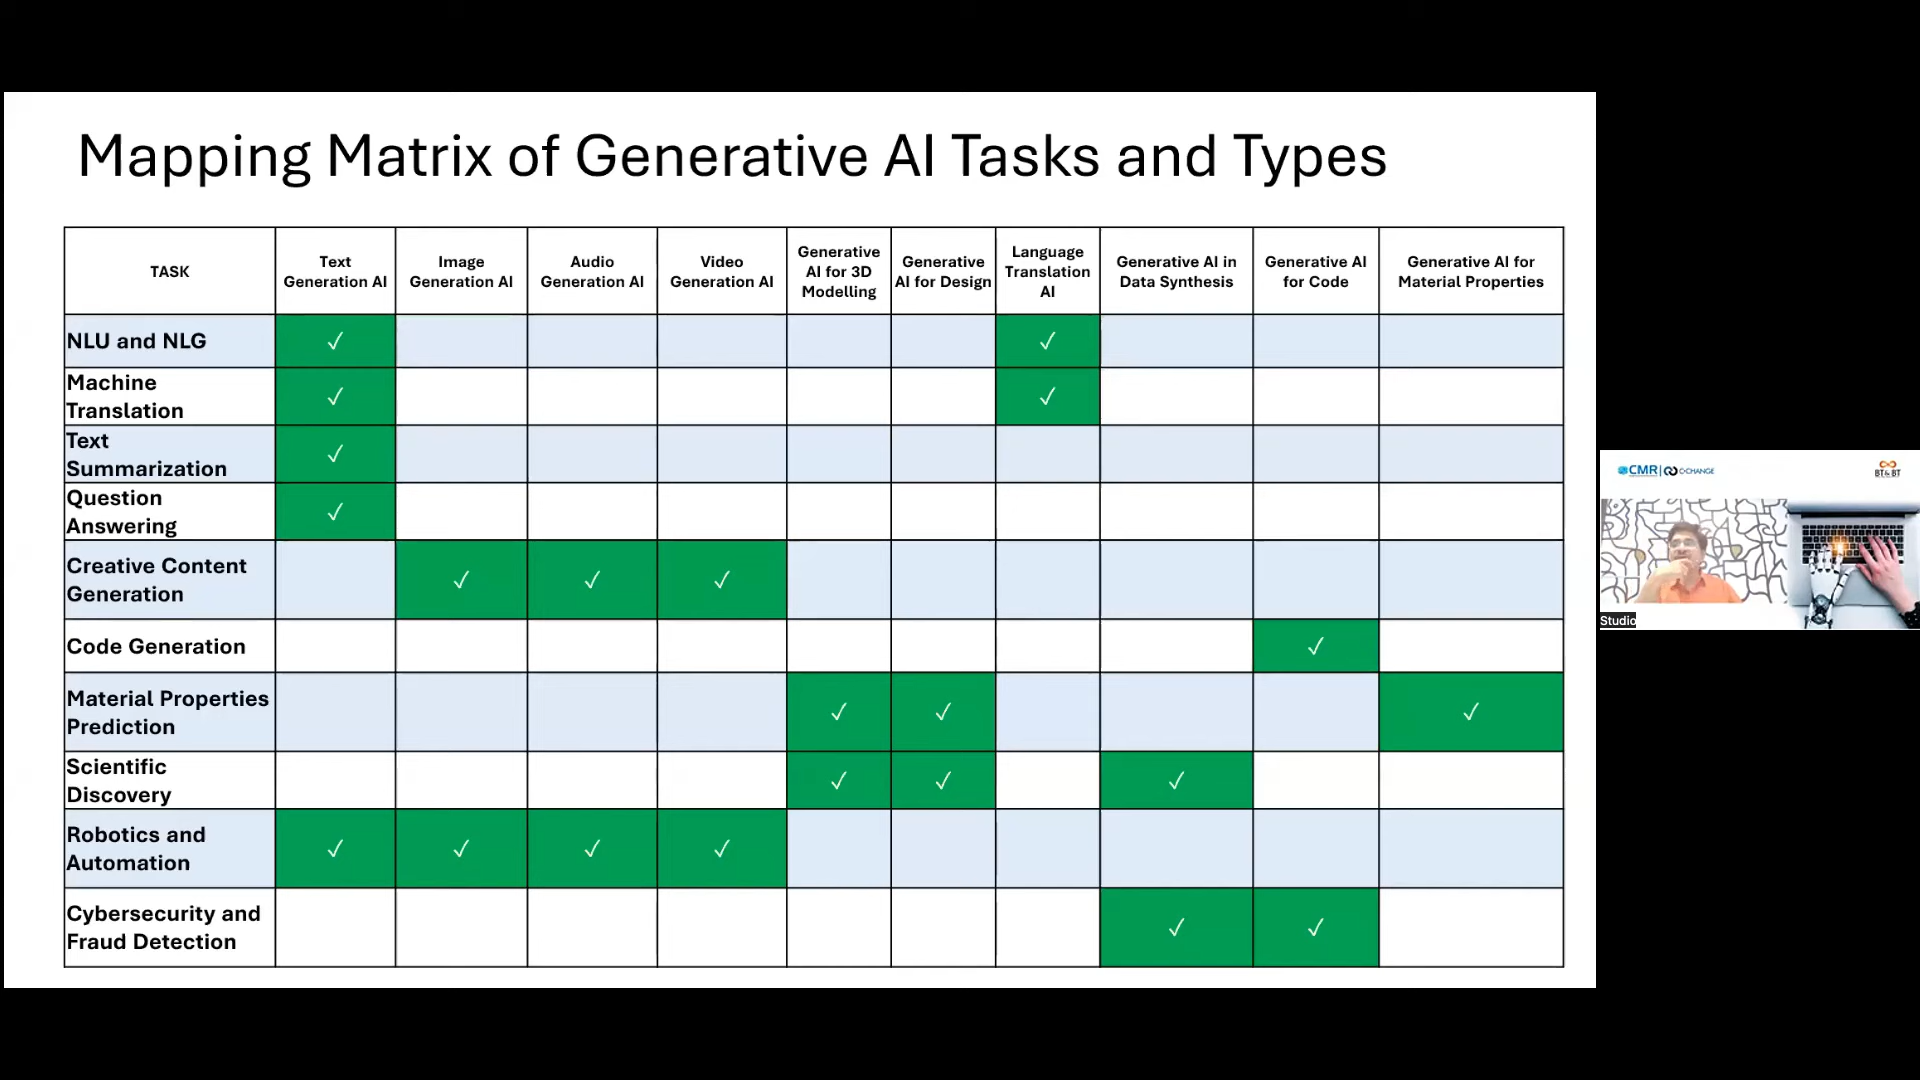 Mapping Matrix of Generative AI Tasks and Types
TASK
Text
Generation AI
Image
Generation AI
Audio
Generation AI
Video
Generation AI
Generative
AI for 3D
Modelling
Generative
AI for Design
Language
Translation
AI
Generative AI in
Data Synthesis
Generative AI
for Code
Generative AI for
Material Properties
NLU and NLG
✓ ✓
Machine
Translation
✓ ✓
Text
Summarization
✓
Question
Answering
✓
Creative Content
Generation
✓ ✓ ✓
Code Generation
✓
Material Properties
Prediction
✓ ✓ ✓
Scientific
Discovery
✓ ✓ ✓
Robotics and
Automation
✓ ✓ ✓ ✓
Cybersecurity and
Fraud Detection
✓ ✓
CMR | C-CHANGE
BT& BT
Studio